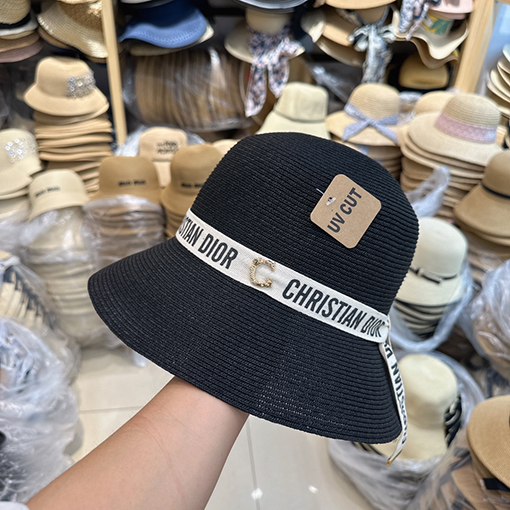 UV CUT
STIAN DIOR
G
CHRISTIAN DIOR